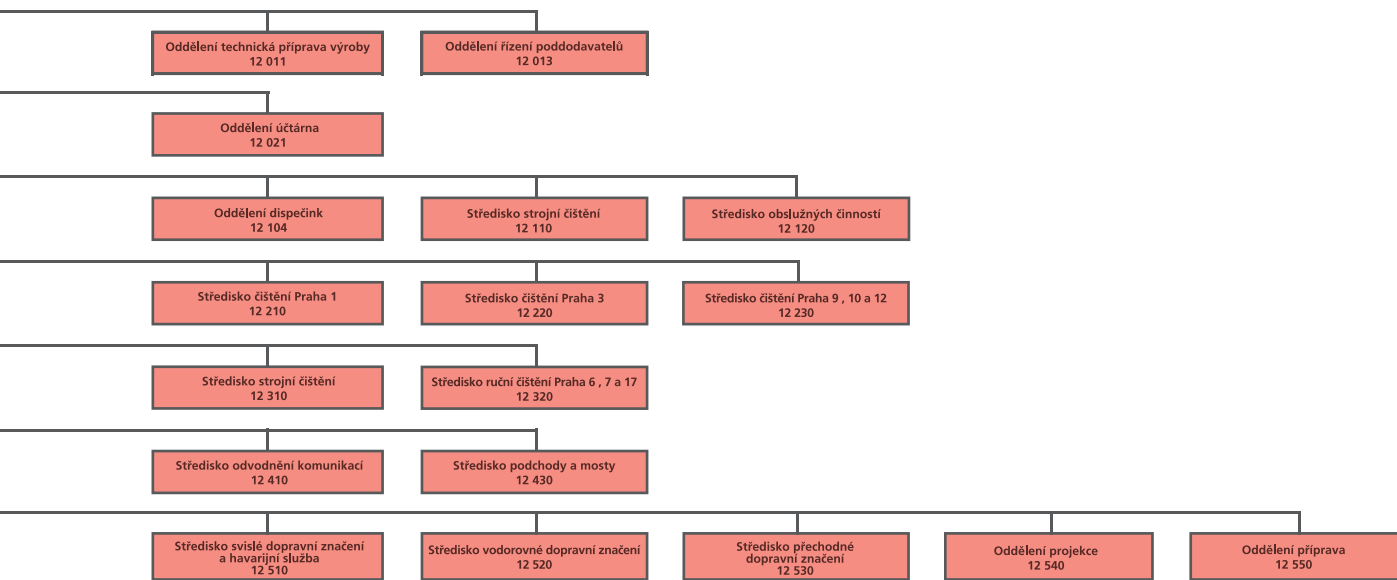 Oddělení technická příprava výroby
12 011
Oddělení řízení poddodavatelů
12 013
Oddělení účtárna
12 021
Oddělení dispečink
12 104
Středisko strojní čištění
12 110
Středisko obslužných činností
12 120
Středisko čištění Praha 1
12 210
Středisko čištění Praha 3
12 220
Středisko čištění Praha 9 , 10 a 12
12 230
Středisko strojní čištění
12 310
Středisko ruční čištění Praha 6 , 7 a 17
12 320
Středisko odvodnění komunikací
12 410
Středisko podchody a mosty
12 430
Středisko svislé dopravní značení
a havarijní služba
12 510
Středisko vodorovné dopravní značení
12 520
Středisko přechodné
dopravní značení
12 530
Oddělení projekce
12 540
Oddělení příprava
12 550